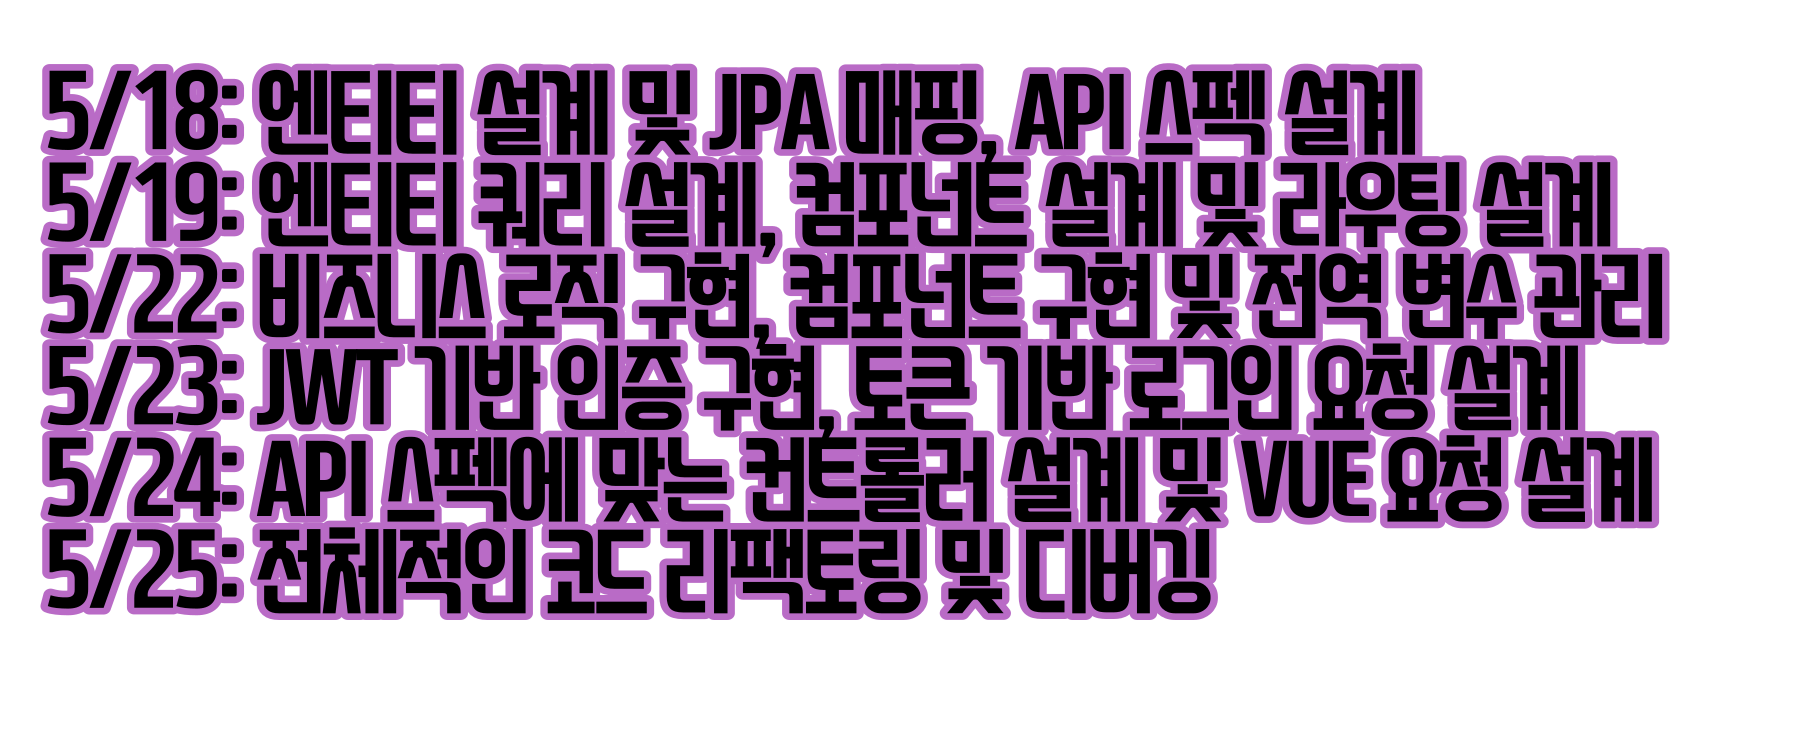 5/18: 엔티티 설계 및 JPA 매핑, API 스펙 설계
5/19: 엔티티 쿼리 설계, 컴포넌트 설계 및 라우팅 설계
5/22: 비즈니스 로직 구현, 컴포넌트 구현 및 전역 변수 관리
5/23: JWT 기반 인증 구현, 토큰 기반 로그인 요청 설계
5/24: API 스펙에 맞는 컨트롤러 설계 및 VUE 요청 설계
5/25: 전체적인 코드 리팩토링 및 디버깅